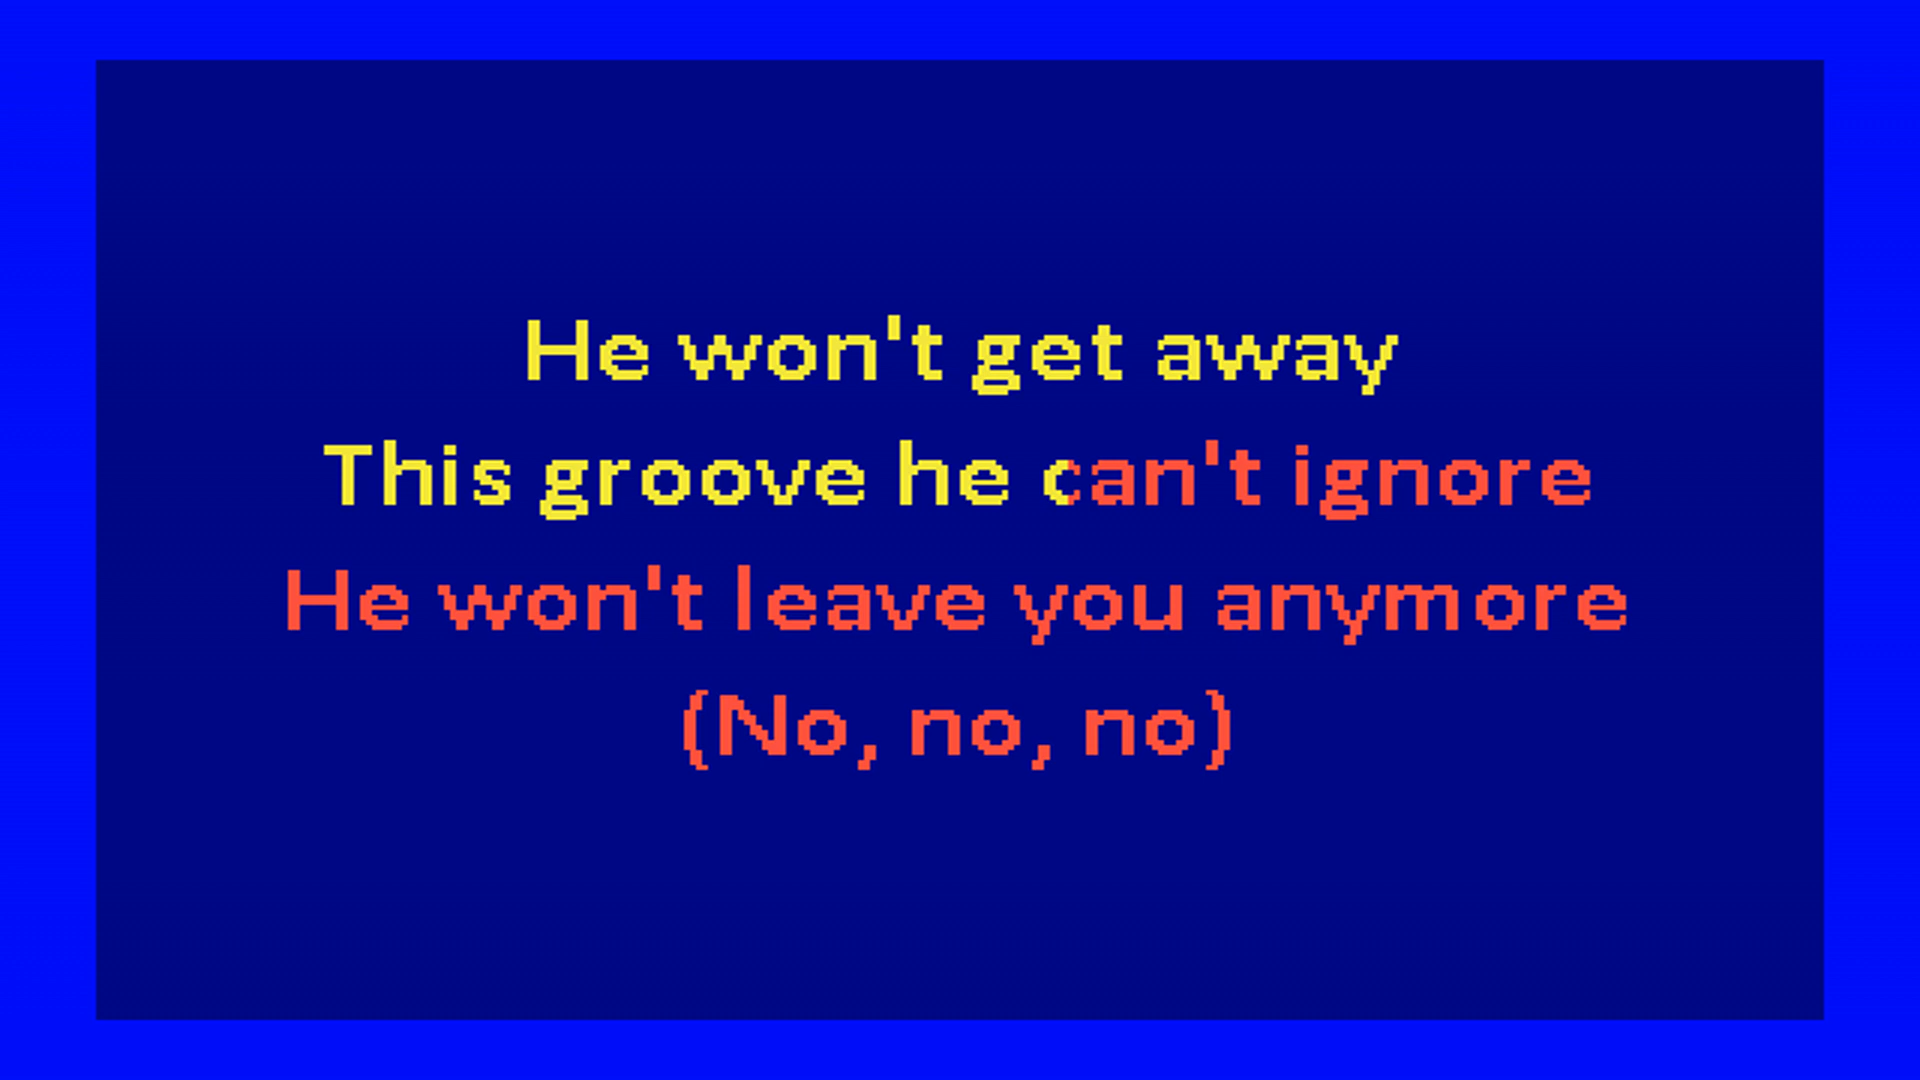 He won't get away
This groove he can't ignore
He won't leave you anymore
(No, no, no)